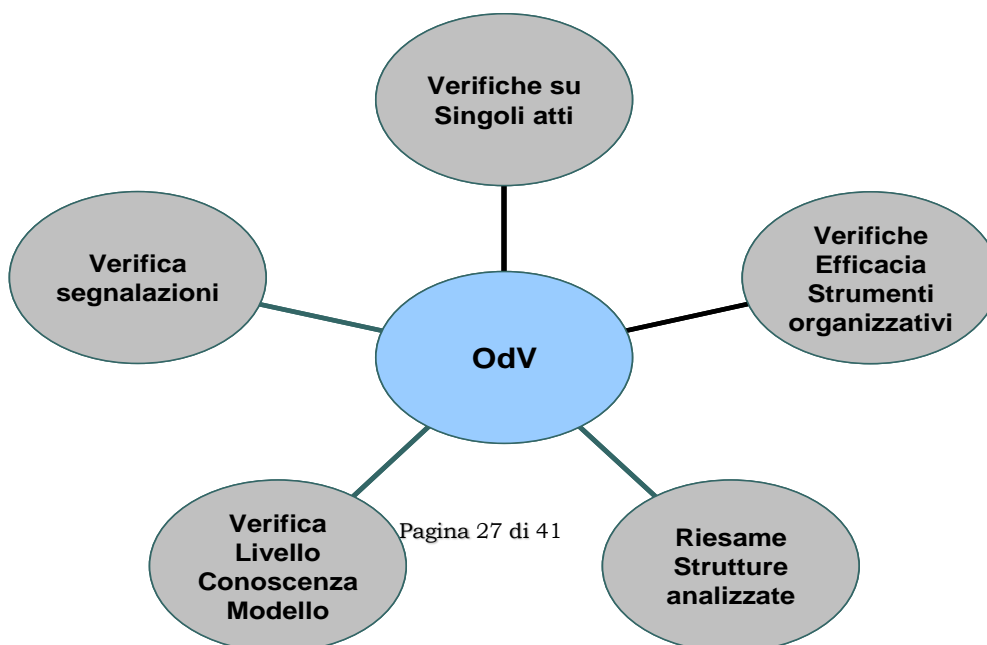 Verifiche su
Singoli atti
Verifica
segnalazioni
Verifiche
Efficacia
Strumenti
organizzativi
OdV
Verifica
Livello
Conoscenza
Modello
Pagina 27 di 41
Riesame
Strutture
analizzate